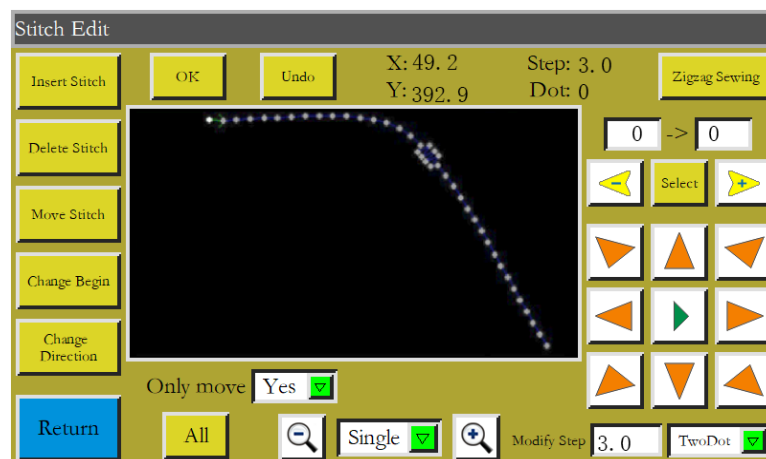 Stitch Edit
Insert Stitch
OK
Undo
X: 49. 2
Step: 3. 0
Zigzag Sewing
Y: 392. 9
Dot: 0
Delete Stitch
0 -> 0
- Select +
Move Stitch
Change Begin
Change
Direction
Only move Yes
Return
All
Single
Modify Step 3. 0
TwoDot